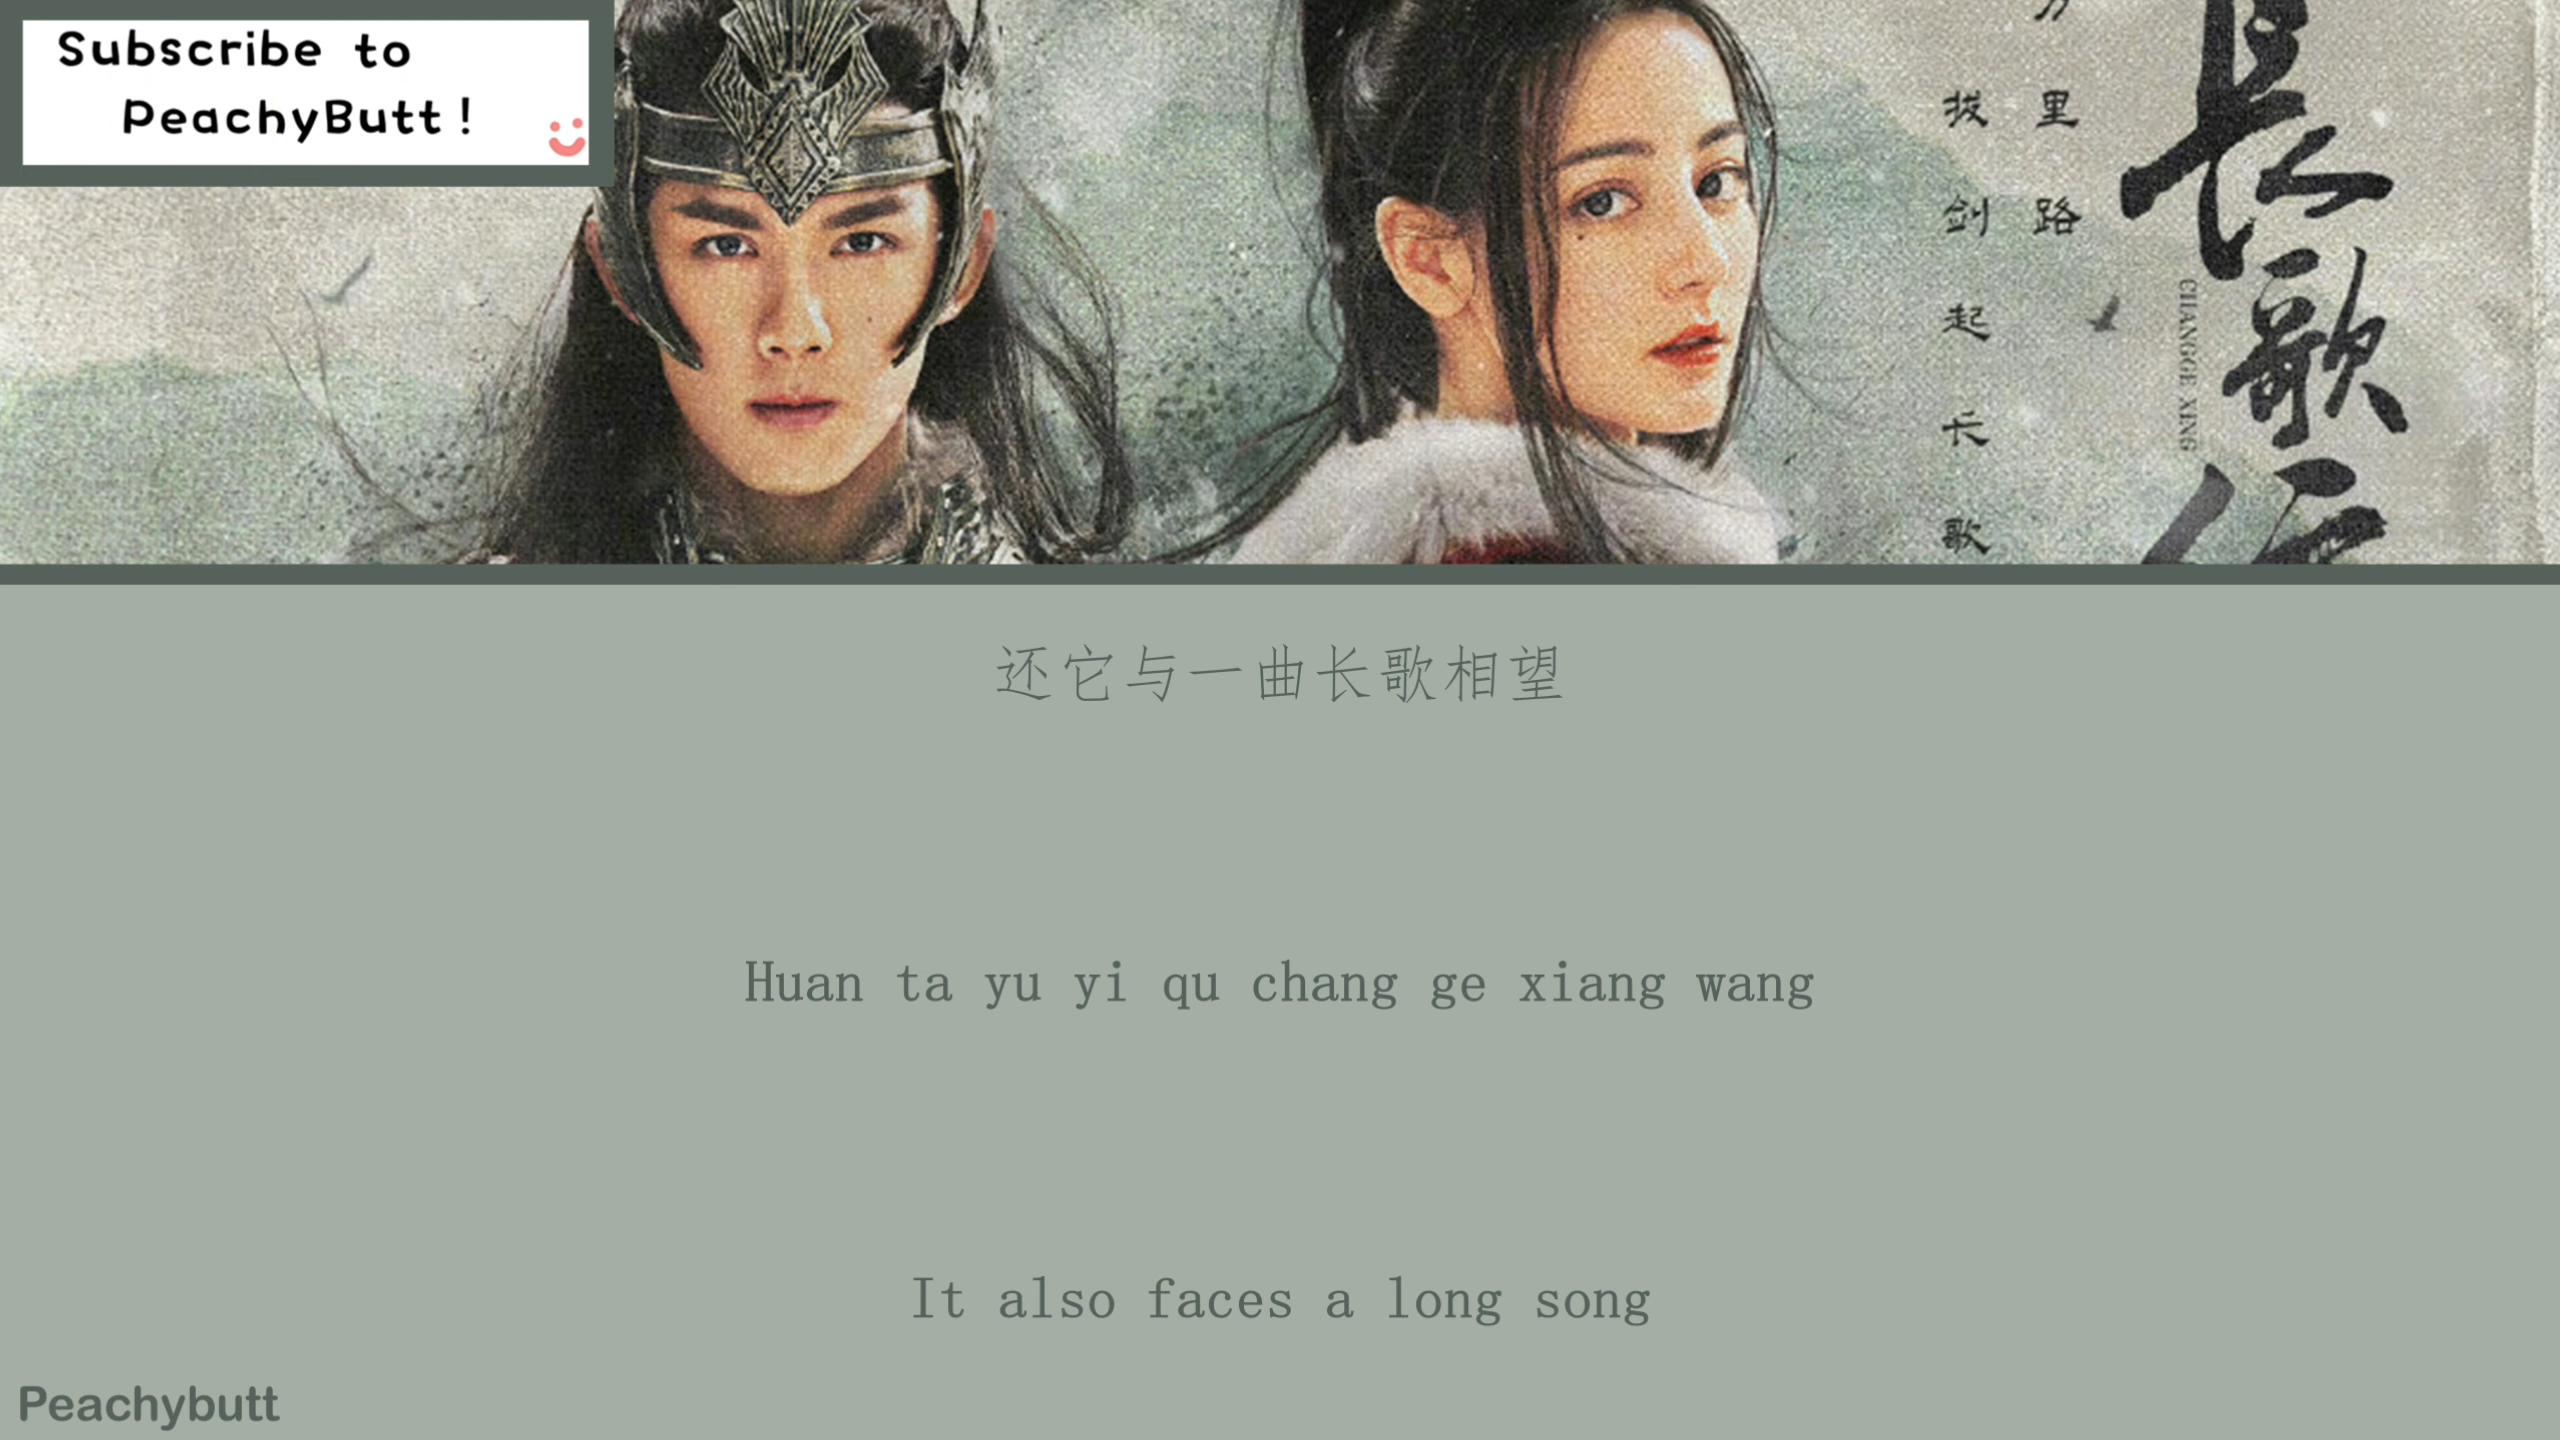 Subscribe to
PeachyButt!
里路
拔剑起长歌
長歌行
CHANGGE XING
还它与一曲长歌相望
Huan ta yu yi qu chang ge xiang wang
It also faces a long song
Peachybutt